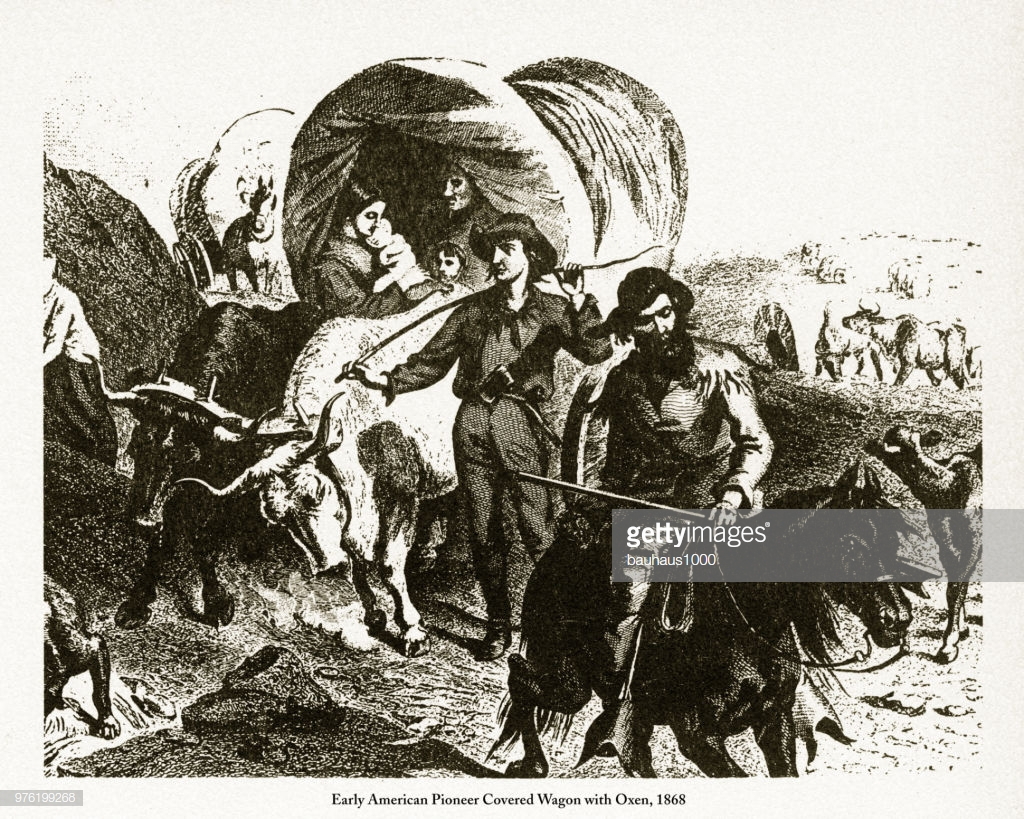 gettyimages®
bauhaus1000
976199268
Early American Pioneer Covered Wagon with Oxen, 1868